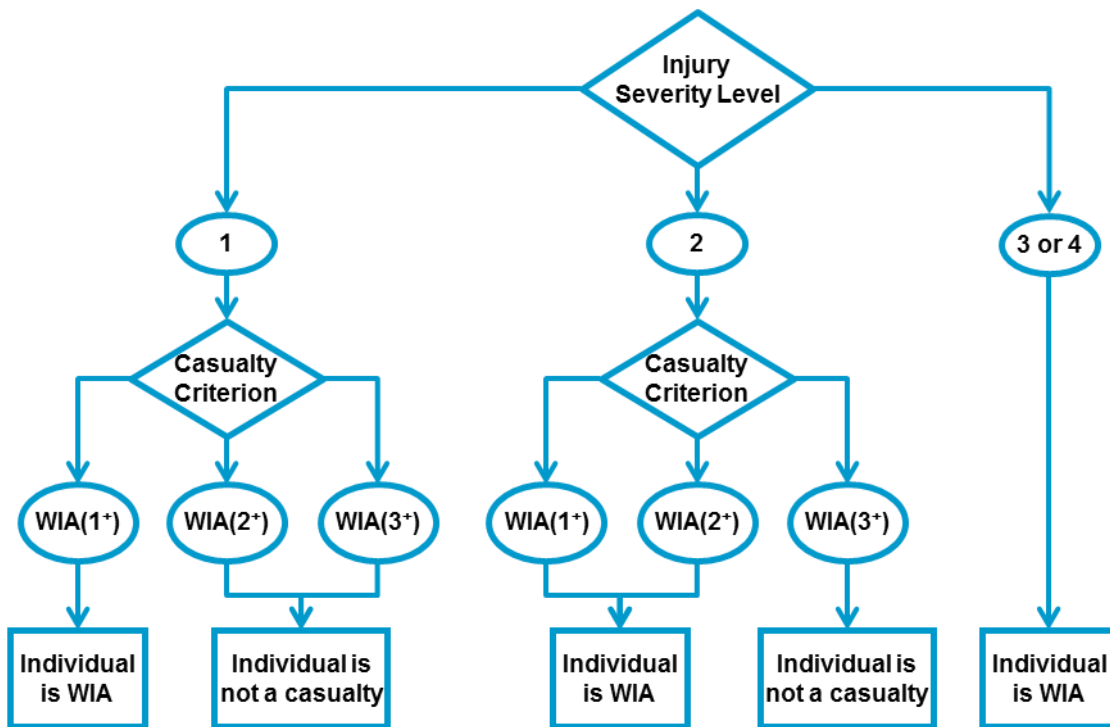 Injury
Severity Level
1
2
3 or 4
Casualty
Criterion
Casualty
Criterion
WIA(1⁺)
WIA(2⁺)
WIA(3⁺)
WIA(1⁺)
WIA(2⁺)
WIA(3⁺)
Individual
is WIA
Individual is
not a casualty
Individual
is WIA
Individual is
not a casualty
Individual
is WIA